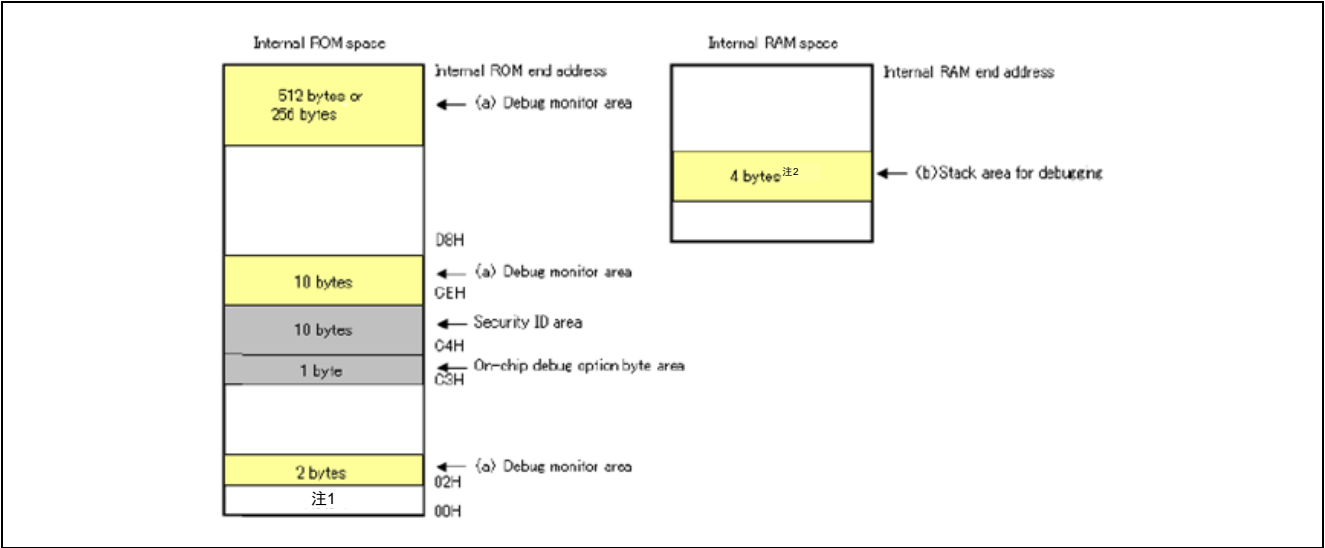 Internal ROM space
Internal ROM end address
512 bytes or
256 bytes
(a) Debug monitor area
D8H
10 bytes
(a) Debug monitor area
CEH
10 bytes
Security ID area
C4H
1 byte
On-chip debug option byte area
C3H
2 bytes
(a) Debug monitor area
02H
注1
00H
Internal RAM space
Internal RAM end address
4 bytes注2
(b)Stack area for debugging